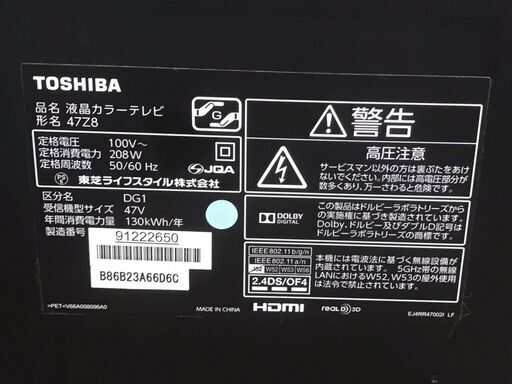 TOSHIBA
品名 液晶カラーテレビ
形名 47Z8
G
定格電圧 100V～
定格消費電力 208W
定格周波数 50/60 Hz
JQA
PS
東芝ライフスタイル株式会社
区分名 DG1
受信機型サイズ 47V
年間消費電力量 130kWh/年
製造番号
91222650
B86B23A66D6C
>PET<V68A008096A0
MADE IN CHINA
警告
高圧注意
サービスマン以外の方は裏ぶたをあけ
ないでください。内部には高電圧部分が
数多くあり、万一さわると危険です。
DOLBY
DIGITAL
この製品はドルビーラボラトリーズから
の実施権に基づき製造されています。
Dolby、ドルビー及びダブルD記号はド
ルビーラボラトリーズの商標です。
IEEE802.11b/g/n
IEEE802.11a/n
J52 W52 W53 W56
2.4DS/OF4
本機には電波法に基づく無線設備が
内蔵されています。 5GHz帯の無線
LANにおけるW52, W53の屋外使用
は法令で禁止されています。
HDMI
REAL D 3D
EJ4RR47002I LF